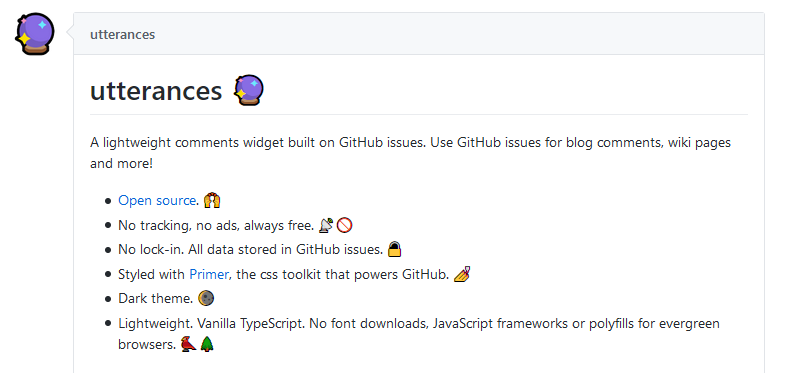 utterances
utterances 🔮
A lightweight comments widget built on GitHub issues. Use GitHub issues for blog comments, wiki pages
and more!
• Open source. 🙌
• No tracking, no ads, always free. 📡🚫
• No lock-in. All data stored in GitHub issues. 🔒
• Styled with Primer, the css toolkit that powers GitHub. 💅
• Dark theme. 🌘
• Lightweight. Vanilla TypeScript. No font downloads, JavaScript frameworks or polyfills for evergreen
browsers. 🐦🌲